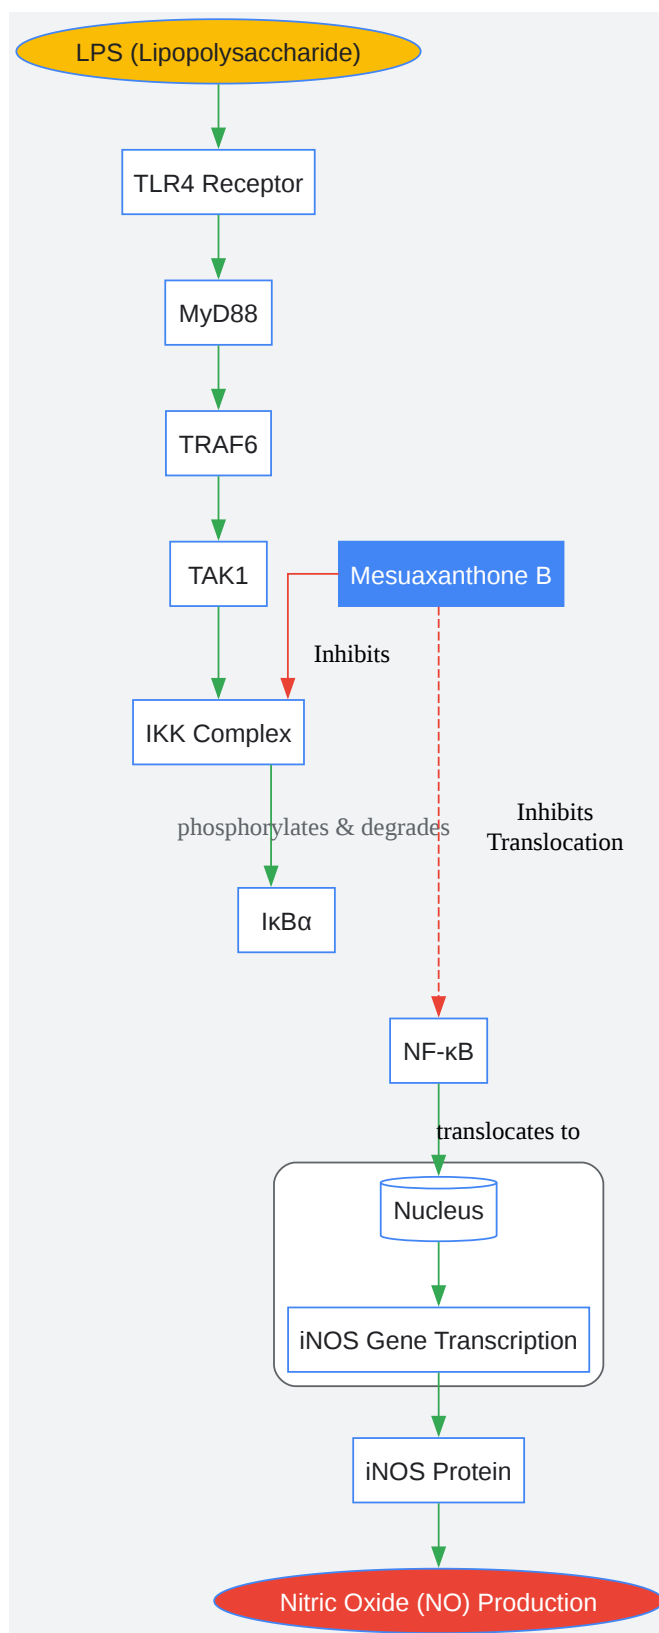 LPS (Lipopolysaccharide)
TLR4 Receptor
MyD88
TRAF6
TAK1
Mesuaxanthone B
Inhibits
IKK Complex
phosphorylates & degrades
Inhibits
Translocation
IκBα
NF-κB
translocates to
Nucleus
iNOS Gene Transcription
iNOS Protein
Nitric Oxide (NO) Production